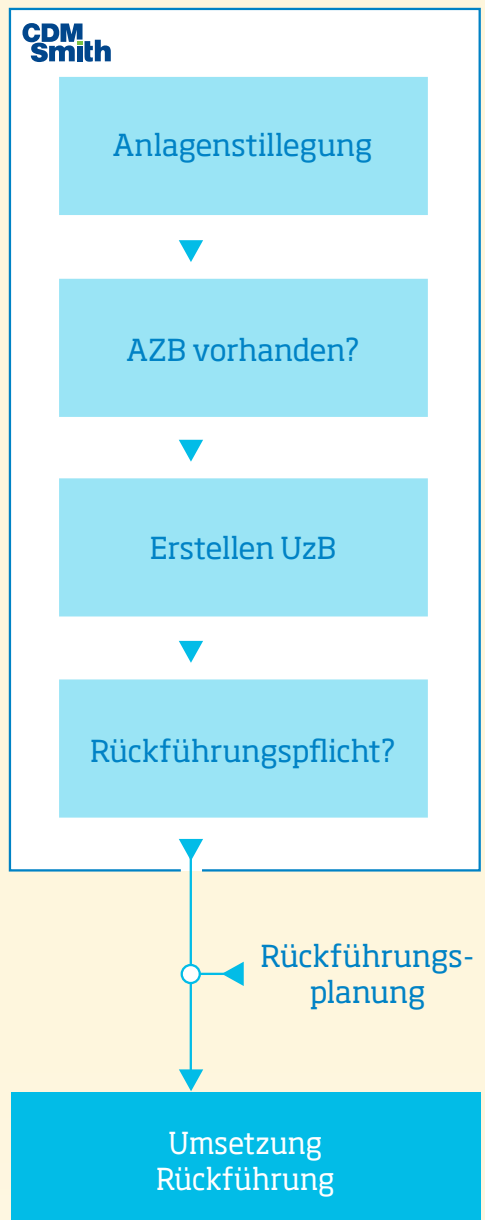 CDM
Smith
Anlagenstillegung
AZB vorhanden?
Erstellen UzB
Rückführungspflicht?
Rückführungs-
planung
Umsetzung
Rückführung